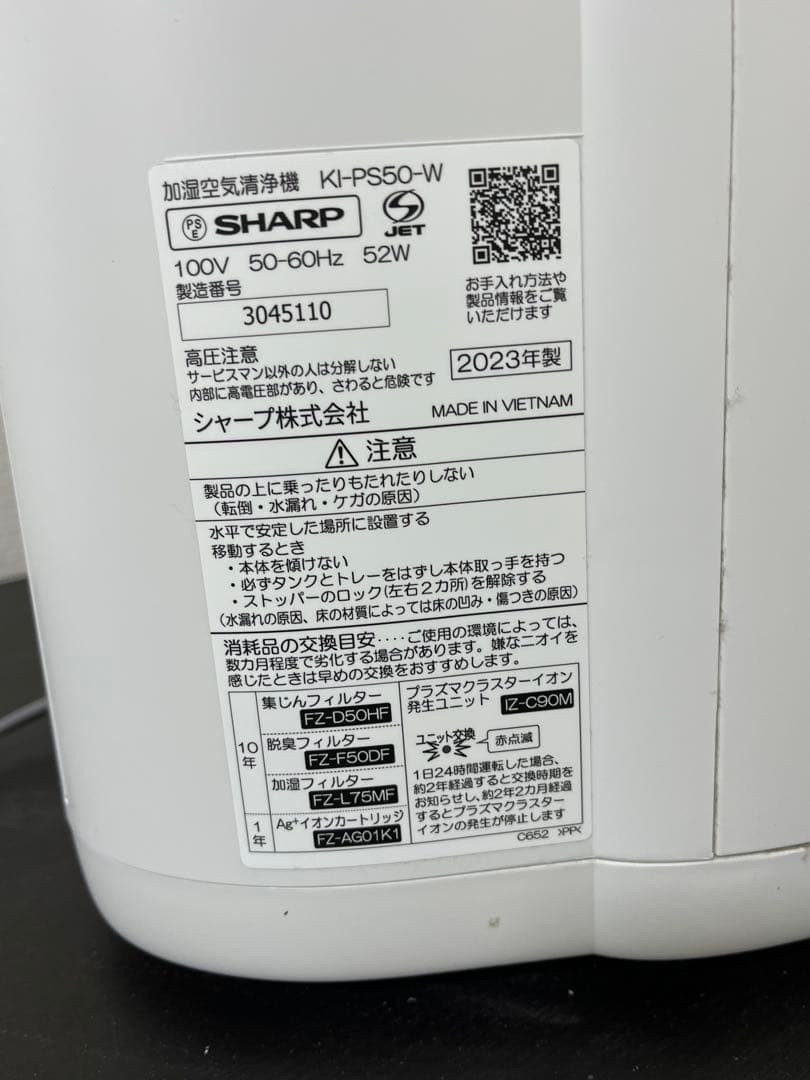 加湿空気清浄機 KI-PS50-W
PSE SHARP JET
100V 50-60Hz 52W
製造番号
3045110
お手入れ方法や
製品情報をご覧
いただけます
高圧注意
サービスマン以外の人は分解しない
内部に高電圧部があり、さわると危険です
2023年製
シャープ株式会社 MADE IN VIETNAM
注意
製品の上に乗ったりもたれたりしない
(転倒・水漏れ・ケガの原因)
水平で安定した場所に設置する
移動するとき
・本体を傾けない
・必ずタンクとトレーをはずし本体取っ手を持つ
・ストッパーのロック(左右2カ所)を解除する
(水漏れの原因、床の材質によっては床の凹み・傷つきの原因)
消耗品の交換目安‥‥ご使用の環境によっては、
数カ月程度で劣化する場合があります。嫌なニオイを
感じたときは早めの交換をおすすめします。
10年
集じんフィルター
FZ-D50HF
脱臭フィルター
FZ-F50DF
加湿フィルター
FZ-L75MF
1年
Ag+イオンカートリッジ
FZ-AG01K1
プラズマクラスターイオン
発生ユニット IZ-C90M
ユニット交換 赤点滅
1日24時間運転した場合、
約2年経過すると交換時期を
お知らせし、約2年2カ月経過
するとプラズマクラスター
イオンの発生が停止します
C652 >PP<